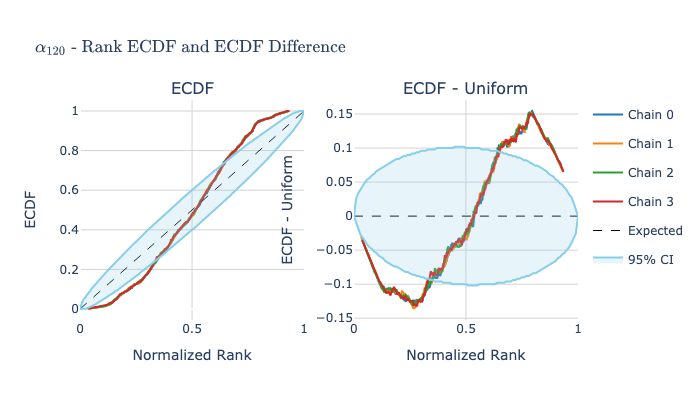 α₁₂₀ - Rank ECDF and ECDF Difference
ECDF
ECDF - Uniform
ECDF
1
0.8
0.6
0.4
0.2
0
0
0.5
1
Normalized Rank
ECDF - Uniform
0.15
0.1
0.05
0
−0.05
−0.1
−0.15
0
0.5
1
Normalized Rank
Chain 0
Chain 1
Chain 2
Chain 3
Expected
95% CI